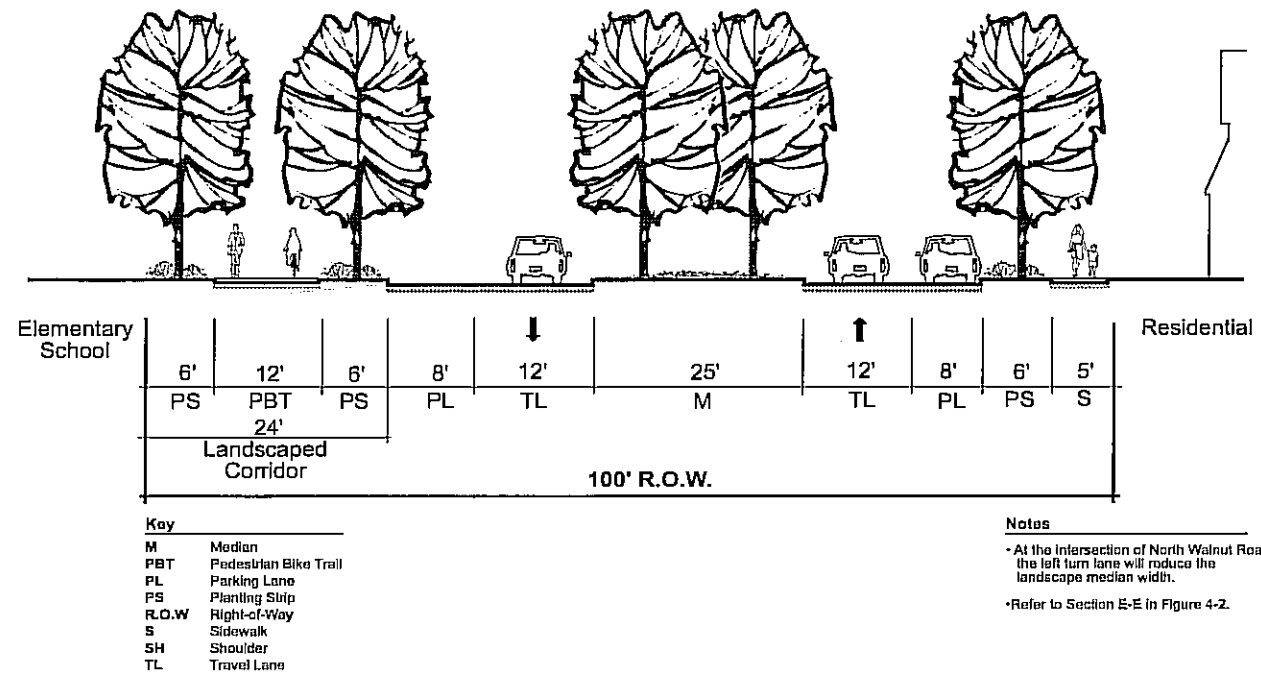 Elementary
School
Residential
6' 12' 6' 8' 12' 25' 12' 8' 6' 5'
PS PBT PS PL TL M TL PL PS S
24'
Landscaped
Corridor
100' R.O.W.
Key
M Median
PBT Pedestrian Bike Trail
PL Parking Lane
PS Planting Strip
R.O.W Right-of-Way
S Sidewalk
SH Shoulder
TL Travel Lane
Notes
• At the intersection of North Walnut Roa
the left turn lane will reduce the
landscape median width.
•Refer to Section E-E in Figure 4-2.